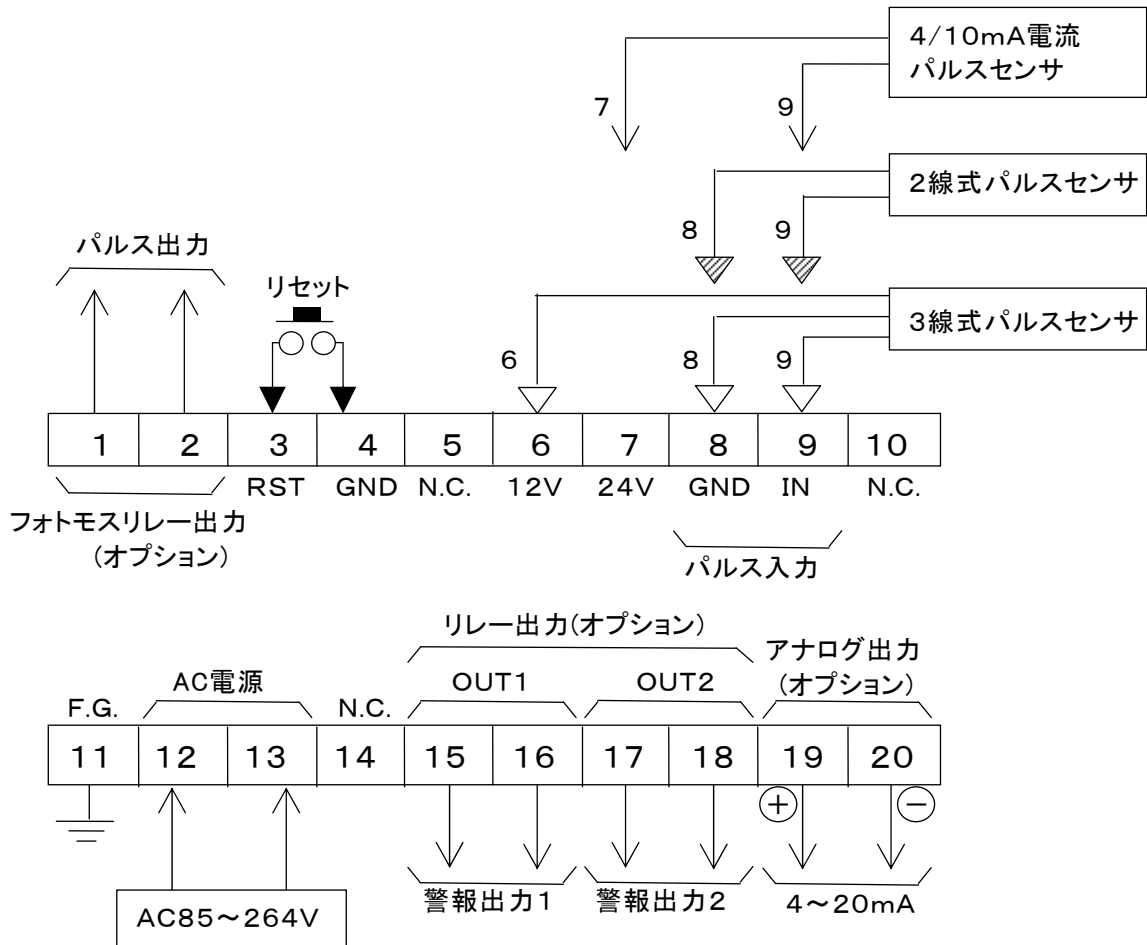 4/10mA電流
パルスセンサ
7
9
2線式パルスセンサ
8
9
パルス出力
リセット
3線式パルスセンサ
6
8
9
1 2 3 4 5 6 7 8 9 10
RST GND N.C. 12V 24V GND IN N.C.
フォトモスリレー出力
(オプション)
パルス入力
リレー出力(オプション)
アナログ出力
(オプション)
AC電源
OUT1
OUT2
F.G.
N.C.
11 12 13 14 15 16 17 18 19 20
+
−
警報出力1
警報出力2
4～20mA
AC85～264V